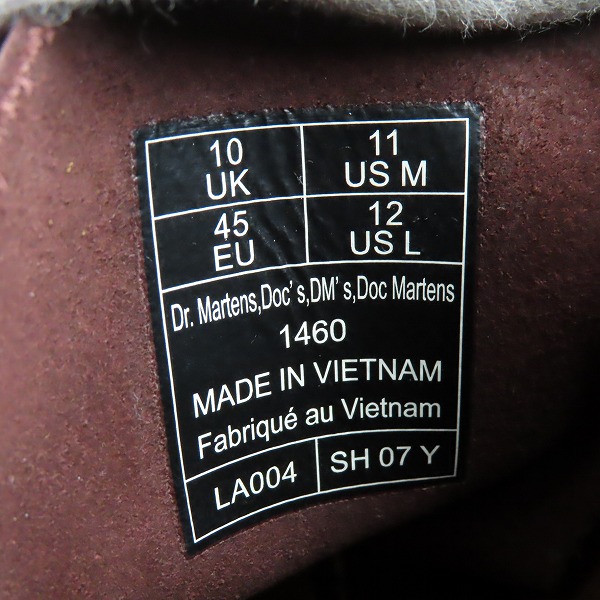 10
UK
11
US M
45
EU
12
US L
Dr. Martens,Doc's,DM's,Doc Martens
1460
MADE IN VIETNAM
Fabriqué au Vietnam
LA004
SH 07 Y